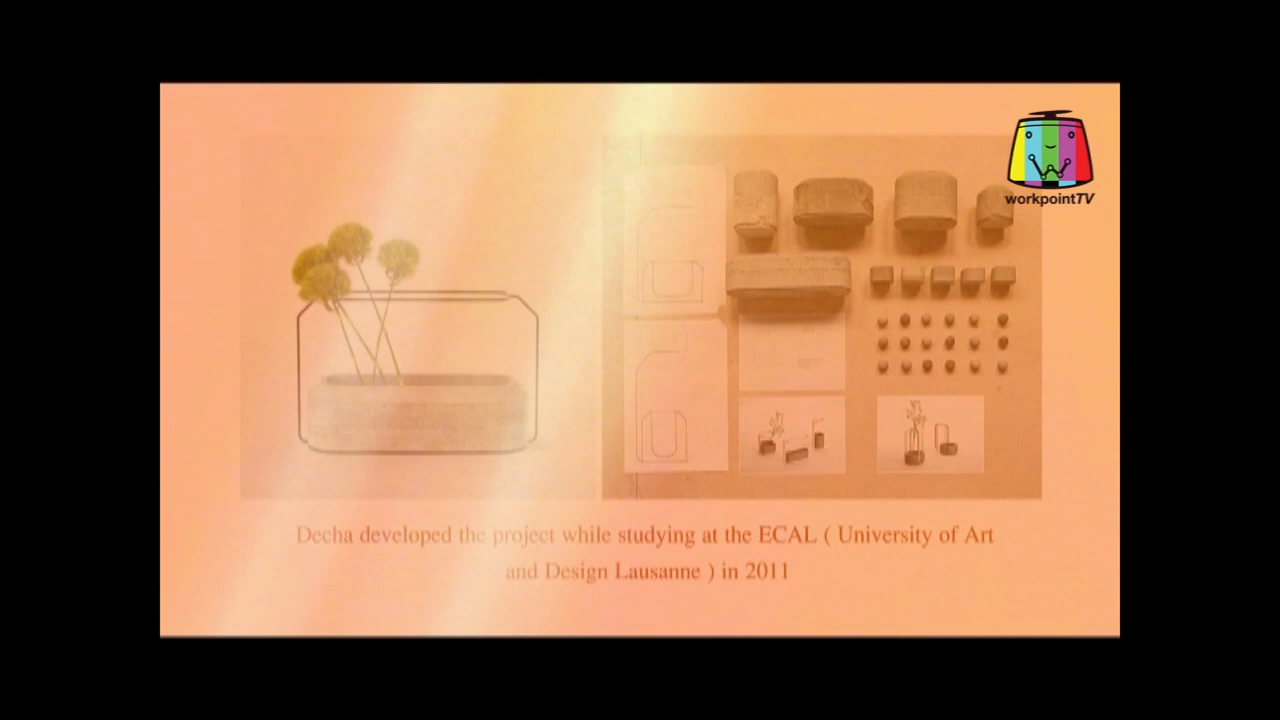 workpointTV
Decha developed the project while studying at the ECAL ( University of Art
and Design Lausanne ) in 2011